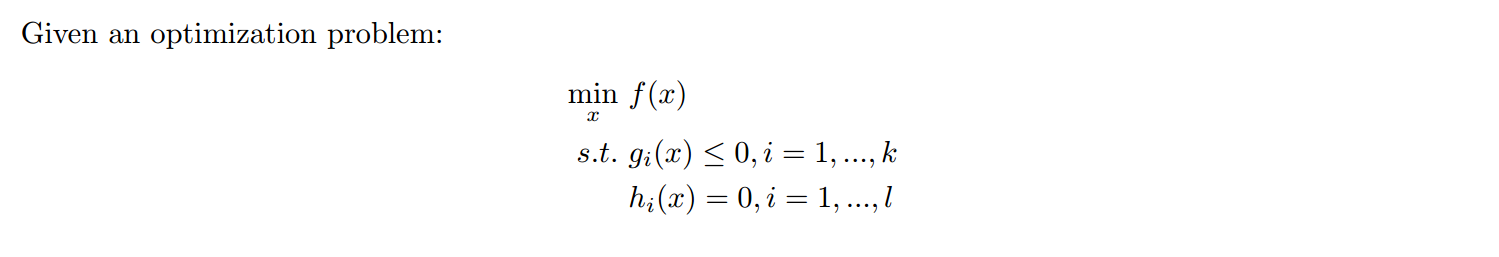 Given an optimization problem:
min f(x)
x
s.t. gᵢ(x) ≤ 0, i = 1, ..., k
hᵢ(x) = 0, i = 1, ..., l